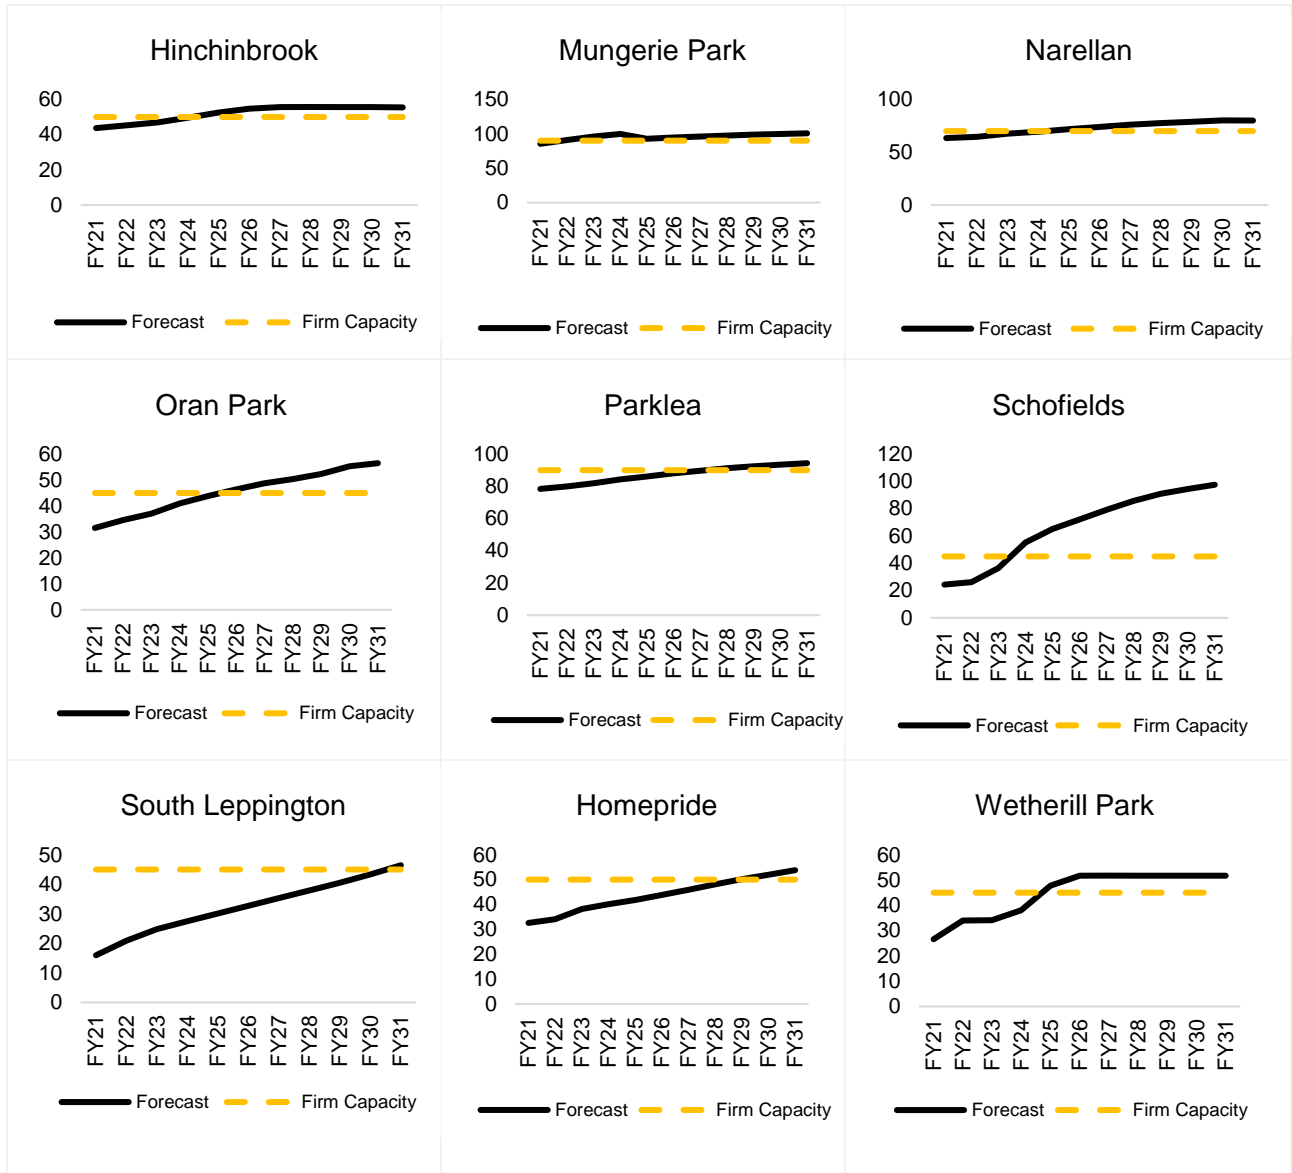 Hinchinbrook
60
40
20
0
FY21 FY22 FY23 FY24 FY25 FY26 FY27 FY28 FY29 FY30 FY31
Forecast Firm Capacity
Mungerie Park
150
100
50
0
FY21 FY22 FY23 FY24 FY25 FY26 FY27 FY28 FY29 FY30 FY31
Forecast Firm Capacity
Narellan
100
50
0
FY21 FY22 FY23 FY24 FY25 FY26 FY27 FY28 FY29 FY30 FY31
Forecast Firm Capacity
Oran Park
60
50
40
30
20
10
0
FY21 FY22 FY23 FY24 FY25 FY26 FY27 FY28 FY29 FY30 FY31
Forecast Firm Capacity
Parklea
100
80
60
40
20
0
FY21 FY22 FY23 FY24 FY25 FY26 FY27 FY28 FY29 FY30 FY31
Forecast Firm Capacity
Schofields
120
100
80
60
40
20
0
FY21 FY22 FY23 FY24 FY25 FY26 FY27 FY28 FY29 FY30 FY31
Forecast Firm Capacity
South Leppington
50
40
30
20
10
0
FY21 FY22 FY23 FY24 FY25 FY26 FY27 FY28 FY29 FY30 FY31
Forecast Firm Capacity
Homepride
60
50
40
30
20
10
0
FY21 FY22 FY23 FY24 FY25 FY26 FY27 FY28 FY29 FY30 FY31
Forecast Firm Capacity
Wetherill Park
60
50
40
30
20
10
0
FY21 FY22 FY23 FY24 FY25 FY26 FY27 FY28 FY29 FY30 FY31
Forecast Firm Capacity